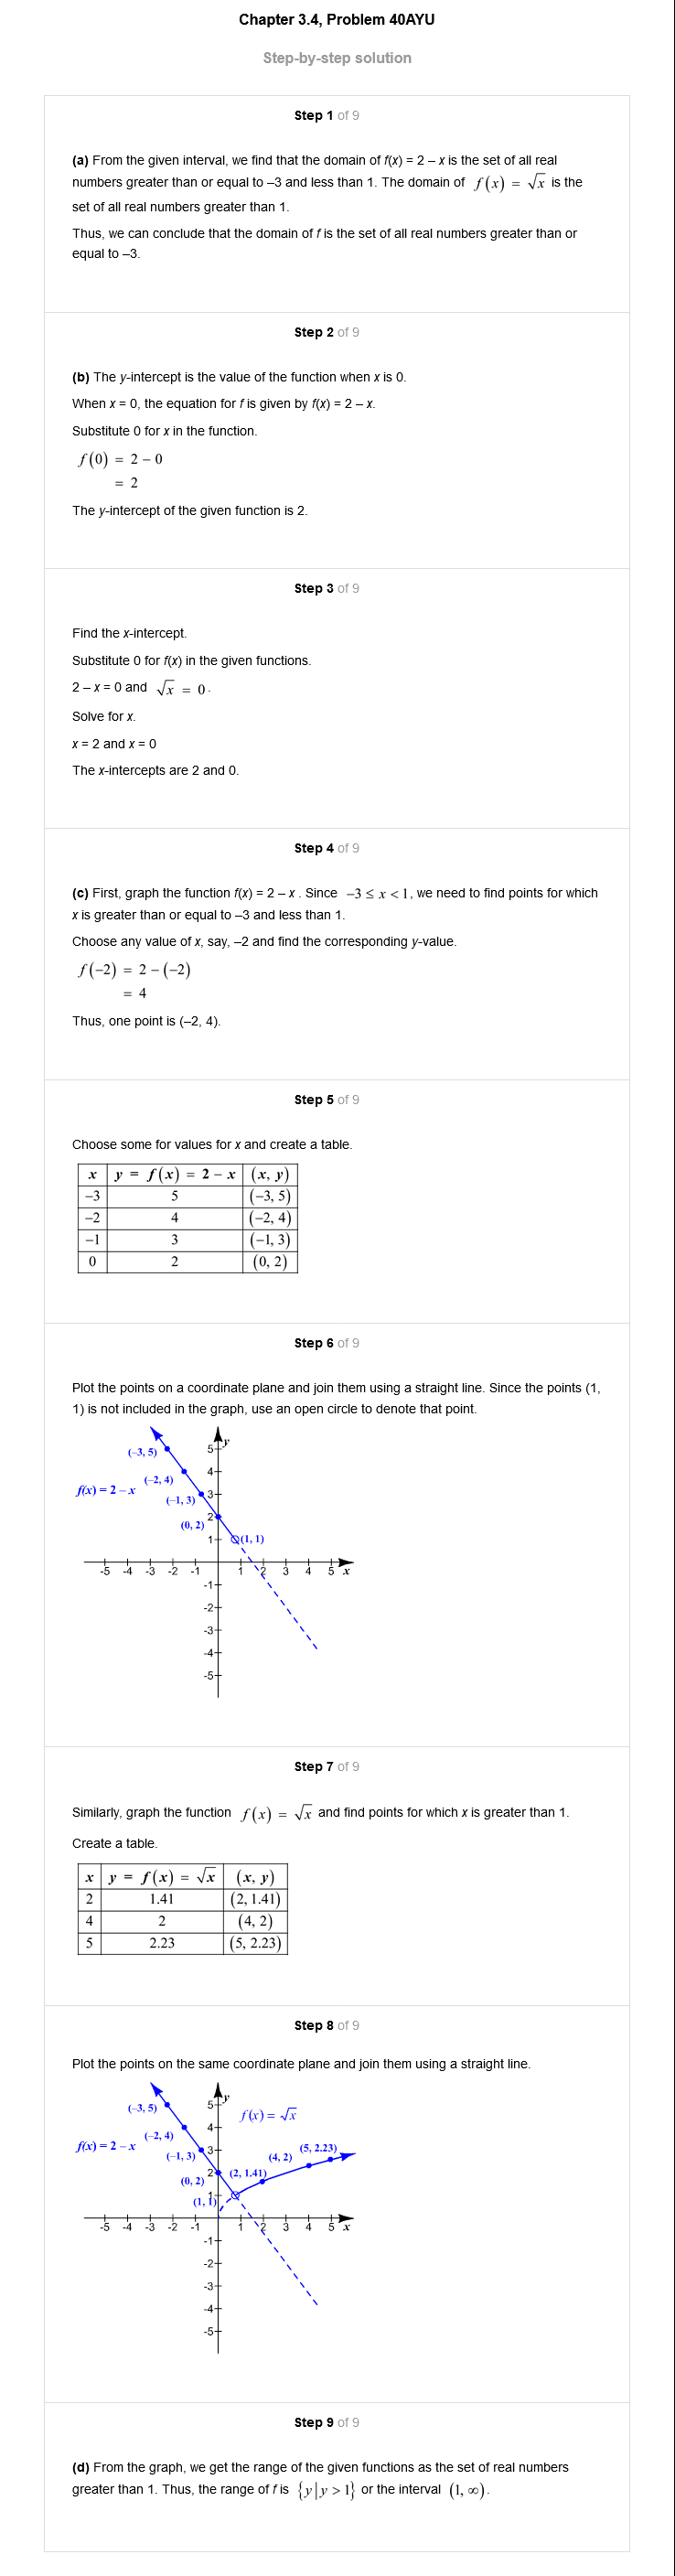 Chapter 3.4, Problem 40AYU
Step-by-step solution
Step 1 of 9
(a) From the given interval, we find that the domain of f(x) = 2 – x is the set of all real
numbers greater than or equal to –3 and less than 1. The domain of f(x) = √x is the
set of all real numbers greater than 1.
Thus, we can conclude that the domain of f is the set of all real numbers greater than or
equal to –3.
Step 2 of 9
(b) The y-intercept is the value of the function when x is 0.
When x = 0, the equation for f is given by f(x) = 2 – x.
Substitute 0 for x in the function.
f(0) = 2 – 0
= 2
The y-intercept of the given function is 2.
Step 3 of 9
Find the x-intercept.
Substitute 0 for f(x) in the given functions.
2 – x = 0 and √x = 0.
Solve for x.
x = 2 and x = 0
The x-intercepts are 2 and 0.
Step 4 of 9
(c) First, graph the function f(x) = 2 – x . Since –3 ≤ x < 1, we need to find points for which
x is greater than or equal to –3 and less than 1.
Choose any value of x, say, –2 and find the corresponding y-value.
f(–2) = 2 – (–2)
= 4
Thus, one point is (–2, 4).
Step 5 of 9
Choose some for values for x and create a table.
x y = f(x) = 2 – x (x, y)
–3 5 (–3, 5)
–2 4 (–2, 4)
–1 3 (–1, 3)
0 2 (0, 2)
Step 6 of 9
Plot the points on a coordinate plane and join them using a straight line. Since the points (1,
1) is not included in the graph, use an open circle to denote that point.
y
5
(–3, 5)
4
(–2, 4)
f(x) = 2 – x
3
(–1, 3)
2
(0, 2)
1
(1, 1)
-5 -4 -3 -2 -1 1 2 3 4 5 x
-1
-2
-3
-4
-5
Step 7 of 9
Similarly, graph the function f(x) = √x and find points for which x is greater than 1.
Create a table.
x y = f(x) = √x (x, y)
2 1.41 (2, 1.41)
4 2 (4, 2)
5 2.23 (5, 2.23)
Step 8 of 9
Plot the points on the same coordinate plane and join them using a straight line.
y
5
(–3, 5)
f(x) = √x
4
(–2, 4)
f(x) = 2 – x
3
(5, 2.23)
(–1, 3)
(4, 2)
2
(2, 1.41)
(0, 2)
1
(1, 1)
-5 -4 -3 -2 -1 1 2 3 4 5 x
-1
-2
-3
-4
-5
Step 9 of 9
(d) From the graph, we get the range of the given functions as the set of real numbers
greater than 1. Thus, the range of f is {y|y > 1} or the interval (1, ∞).